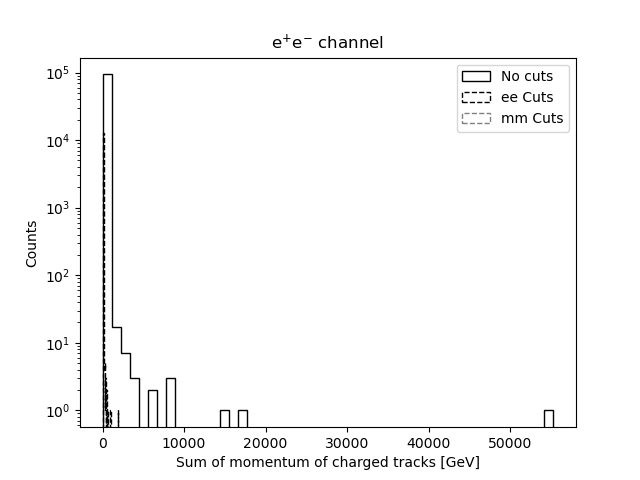 e⁺e⁻ channel
No cuts
ee Cuts
mm Cuts
Counts
10⁵
10⁴
10³
10²
10¹
10⁰
0 10000 20000 30000 40000 50000
Sum of momentum of charged tracks [GeV]